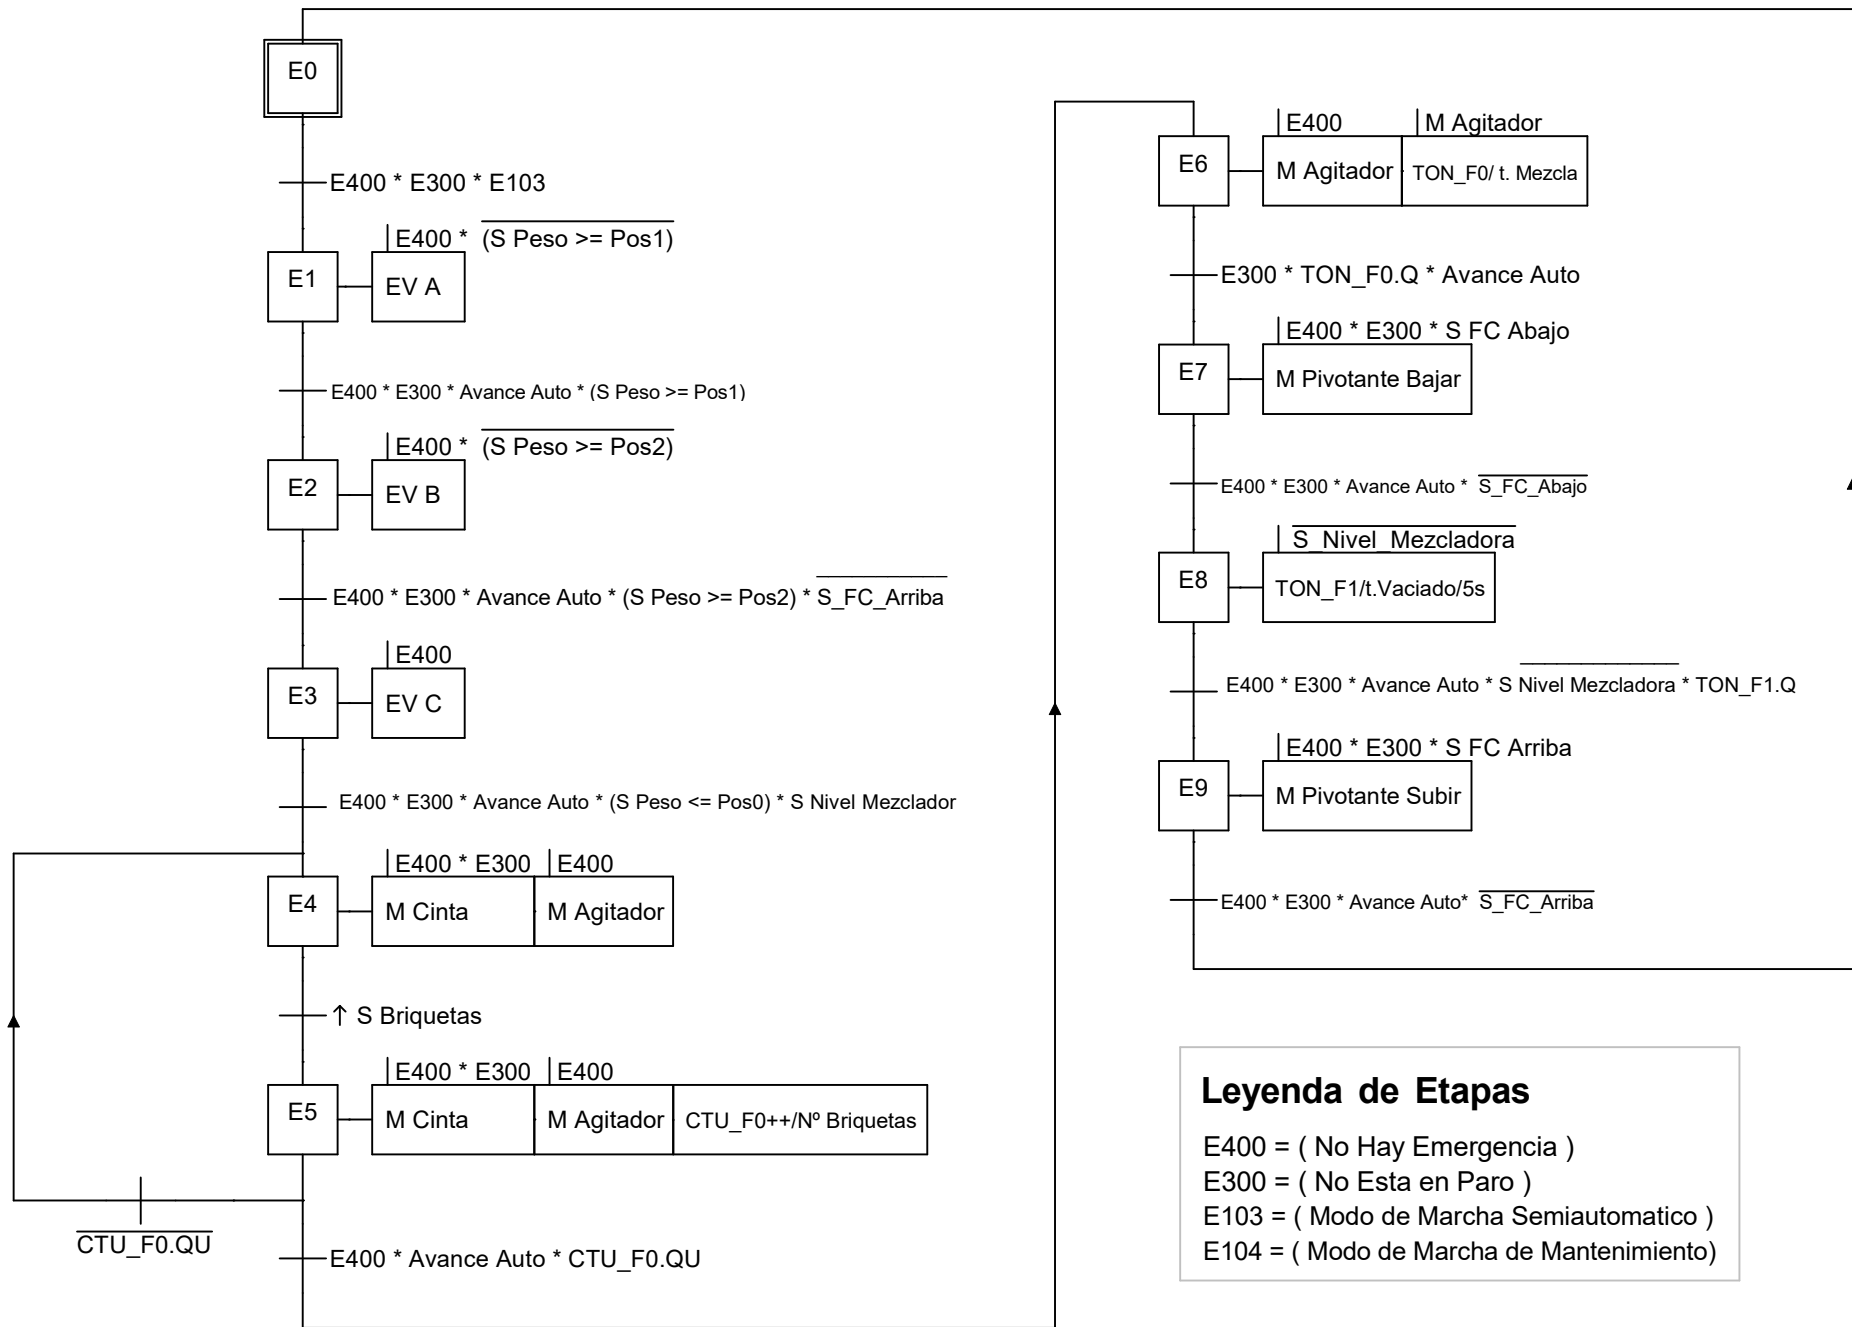 E0
E400 * E300 * E103
E400 * (S Peso >= Pos1)
E1
EV A
E400 * E300 * Avance Auto * (S Peso >= Pos1)
E400 * (S Peso >= Pos2)
E2
EV B
E400 * E300 * Avance Auto * (S Peso >= Pos2) * S_FC_Arriba
E400
E3
EV C
E400 * E300 * Avance Auto * (S Peso <= Pos0) * S Nivel Mezclador
E400 * E300 E400
E4
M Cinta M Agitador
↑ S Briquetas
E400 * E300 E400
E5
M Cinta M Agitador CTU_F0++/Nº Briquetas
CTU_F0.QU
E400 * Avance Auto * CTU_F0.QU
E400 M Agitador
E6
M Agitador TON_F0/ t. Mezcla
E300 * TON_F0.Q * Avance Auto
E400 * E300 * S FC Abajo
E7
M Pivotante Bajar
E400 * E300 * Avance Auto * S_FC_Abajo
S_Nivel_Mezcladora
E8
TON_F1/t.Vaciado/5s
E400 * E300 * Avance Auto * S Nivel Mezcladora * TON_F1.Q
E400 * E300 * S FC Arriba
E9
M Pivotante Subir
E400 * E300 * Avance Auto* S_FC_Arriba
Leyenda de Etapas
E400 = ( No Hay Emergencia )
E300 = ( No Esta en Paro )
E103 = ( Modo de Marcha Semiautomatico )
E104 = ( Modo de Marcha de Mantenimiento)